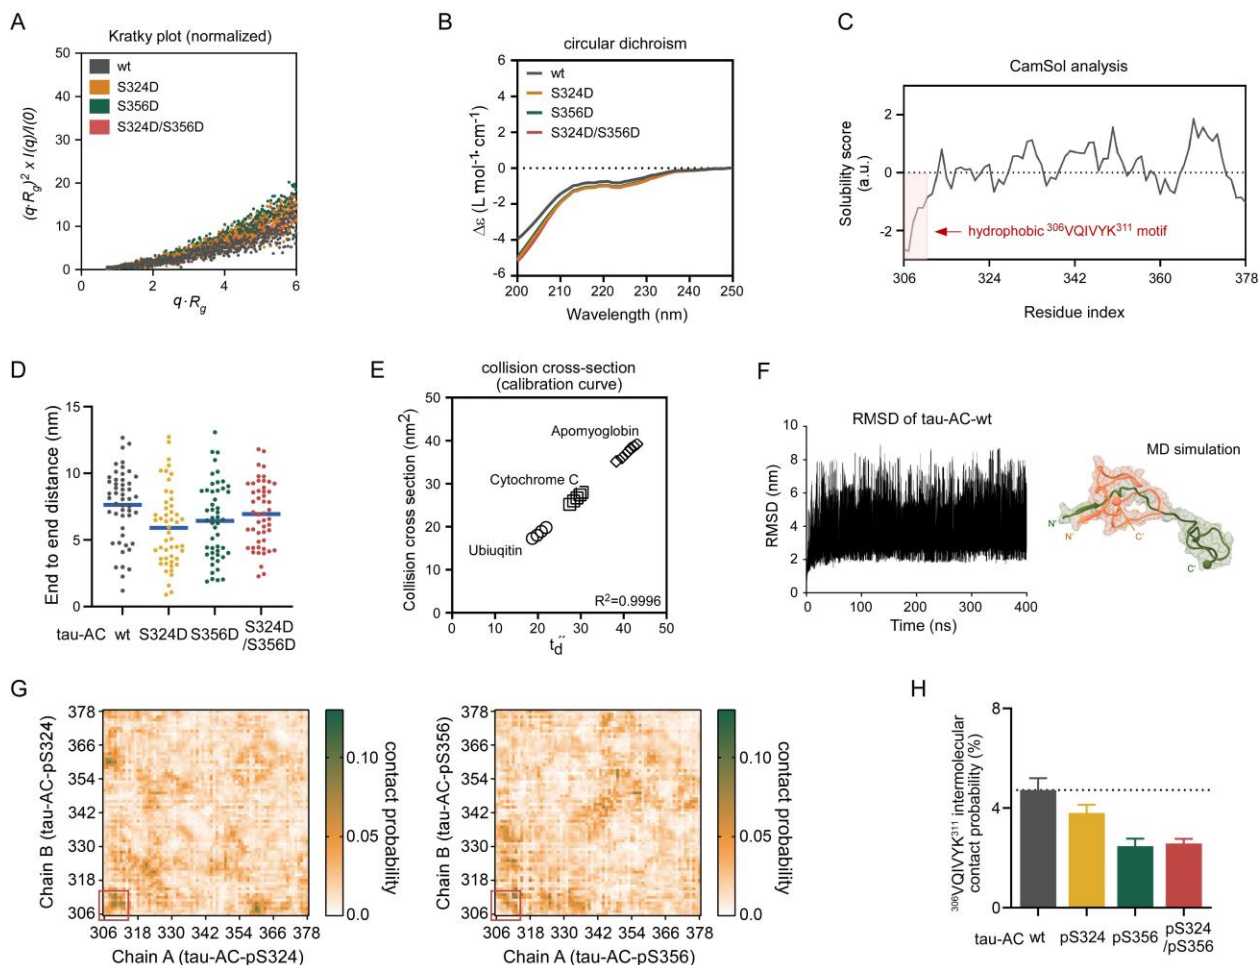 A
Kratky plot (normalized)
(q·Rg)² x I(q)/I(0)
50
40
30
20
10
0
wt
S324D
S356D
S324D/S356D
0
2
4
6
q·Rg
B
circular dichroism
Δε (L mol⁻¹·cm⁻¹)
6
4
2
0
-2
-4
-6
wt
S324D
S356D
S324D/S356D
200
210
220
230
240
250
Wavelength (nm)
C
CamSol analysis
Solubility score
(a.u.)
2
0
-2
hydrophobic ³⁰⁶VQIVYK³¹¹ motif
306
324
342
360
378
Residue index
D
End to end distance (nm)
15
10
5
0
tau-AC
wt
S324D
S356D
S324D
/S356D
E
collision cross-section
(calibration curve)
Collision cross section (nm²)
50
40
30
20
10
0
Apomyoglobin
Cytochrome C
Ubiuqitin
R²=0.9996
0
10
20
30
40
50
td″
F
RMSD of tau-AC-wt
RMSD (nm)
10
8
6
4
2
0
0
100
200
300
400
Time (ns)
MD simulation
N'
N'
C'
C'
G
Chain B (tau-AC-pS324)
378
366
354
342
330
318
306
306
318
330
342
354
366
378
Chain A (tau-AC-pS324)
0.10
0.05
0.0
contact probability
Chain B (tau-AC-pS356)
378
366
354
342
330
318
306
306
318
330
342
354
366
378
Chain A (tau-AC-pS356)
0.10
0.05
0.0
contact probability
H
³⁰⁶VQIVYK³¹¹ intermolecular
contact probability (%)
8
4
0
tau-AC
wt
pS324
pS356
pS324
/pS356